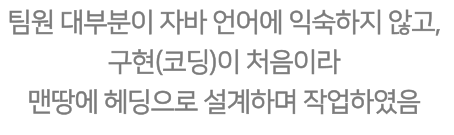 팀원 대부분이 자바 언어에 익숙하지 않고,
구현(코딩)이 처음이라
맨땅에 헤딩으로 설계하며 작업하였음